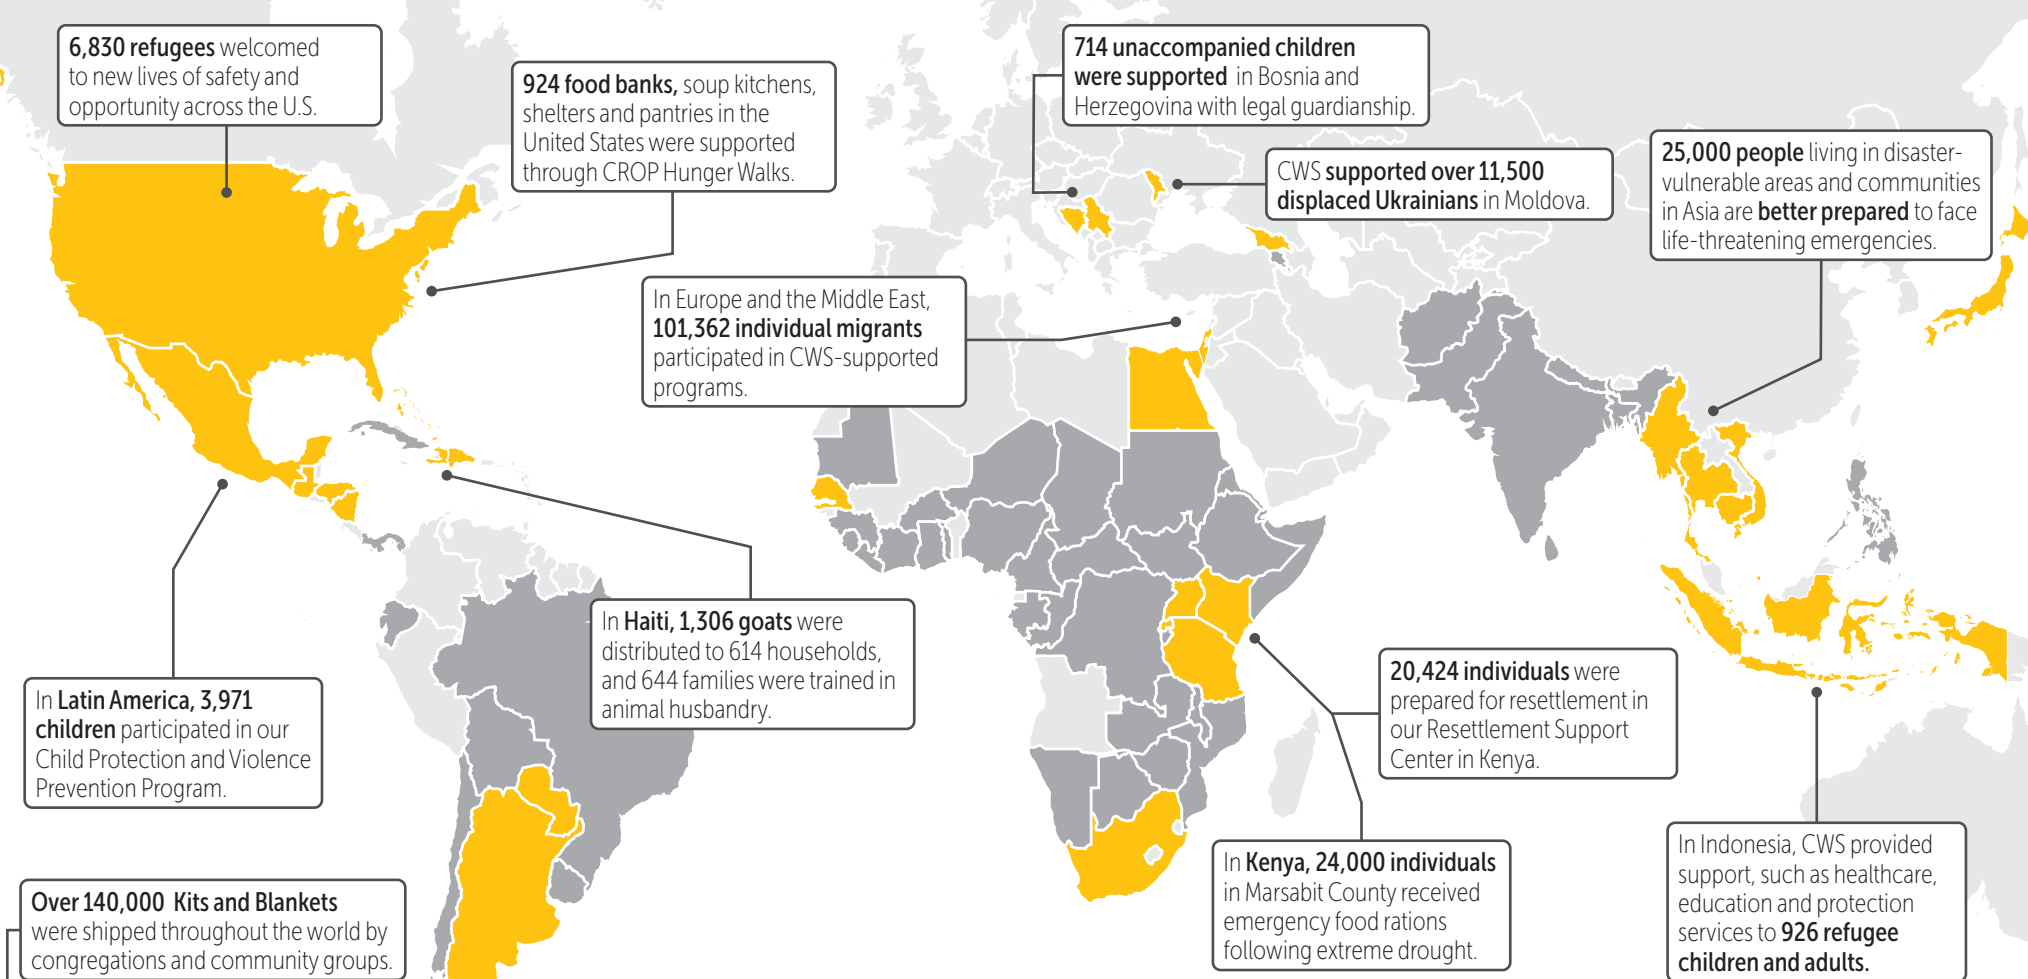 6,830 refugees welcomed
to new lives of safety and
opportunity across the U.S.
924 food banks, soup kitchens,
shelters and pantries in the
United States were supported
through CROP Hunger Walks.
714 unaccompanied children
were supported in Bosnia and
Herzegovina with legal guardianship.
CWS supported over 11,500
displaced Ukrainians in Moldova.
25,000 people living in disaster-
vulnerable areas and communities
in Asia are better prepared to face
life-threatening emergencies.
In Europe and the Middle East,
101,362 individual migrants
participated in CWS-supported
programs.
In Haiti, 1,306 goats were
distributed to 614 households,
and 644 families were trained in
animal husbandry.
In Latin America, 3,971
children participated in our
Child Protection and Violence
Prevention Program.
20,424 individuals were
prepared for resettlement in
our Resettlement Support
Center in Kenya.
In Kenya, 24,000 individuals
in Marsabit County received
emergency food rations
following extreme drought.
In Indonesia, CWS provided
support, such as healthcare,
education and protection
services to 926 refugee
children and adults.
Over 140,000 Kits and Blankets
were shipped throughout the world by
congregations and community groups.